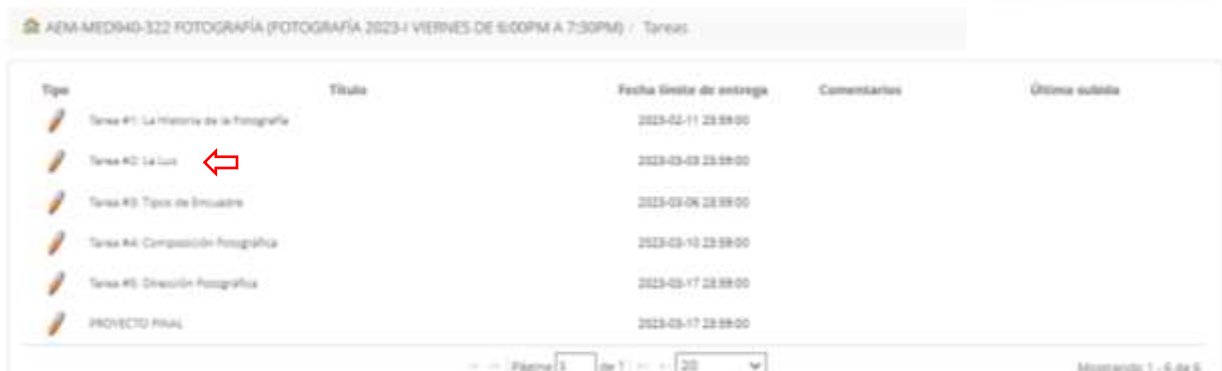 AEM-MED940-322 FOTOGRAFÍA (FOTOGRAFÍA 2023-I VIERNES DE 6:00PM A 7:30PM) / Tareas
Tipo Título Fecha límite de entrega Comentarios Última subida
Tarea #1: La Historia de la Fotografía 2023-02-11 23:59:00
Tarea #2: La Luz 2023-03-03 23:59:00
Tarea #3: Tipos de Encuadre 2023-03-06 23:59:00
Tarea #4: Composición Fotográfica 2023-03-10 23:59:00
Tarea #5: Dirección Fotográfica 2023-03-17 23:59:00
PROYECTO FINAL 2023-03-17 23:59:00
Página 1 de 1 20 Mostrando 1 - 6 de 6